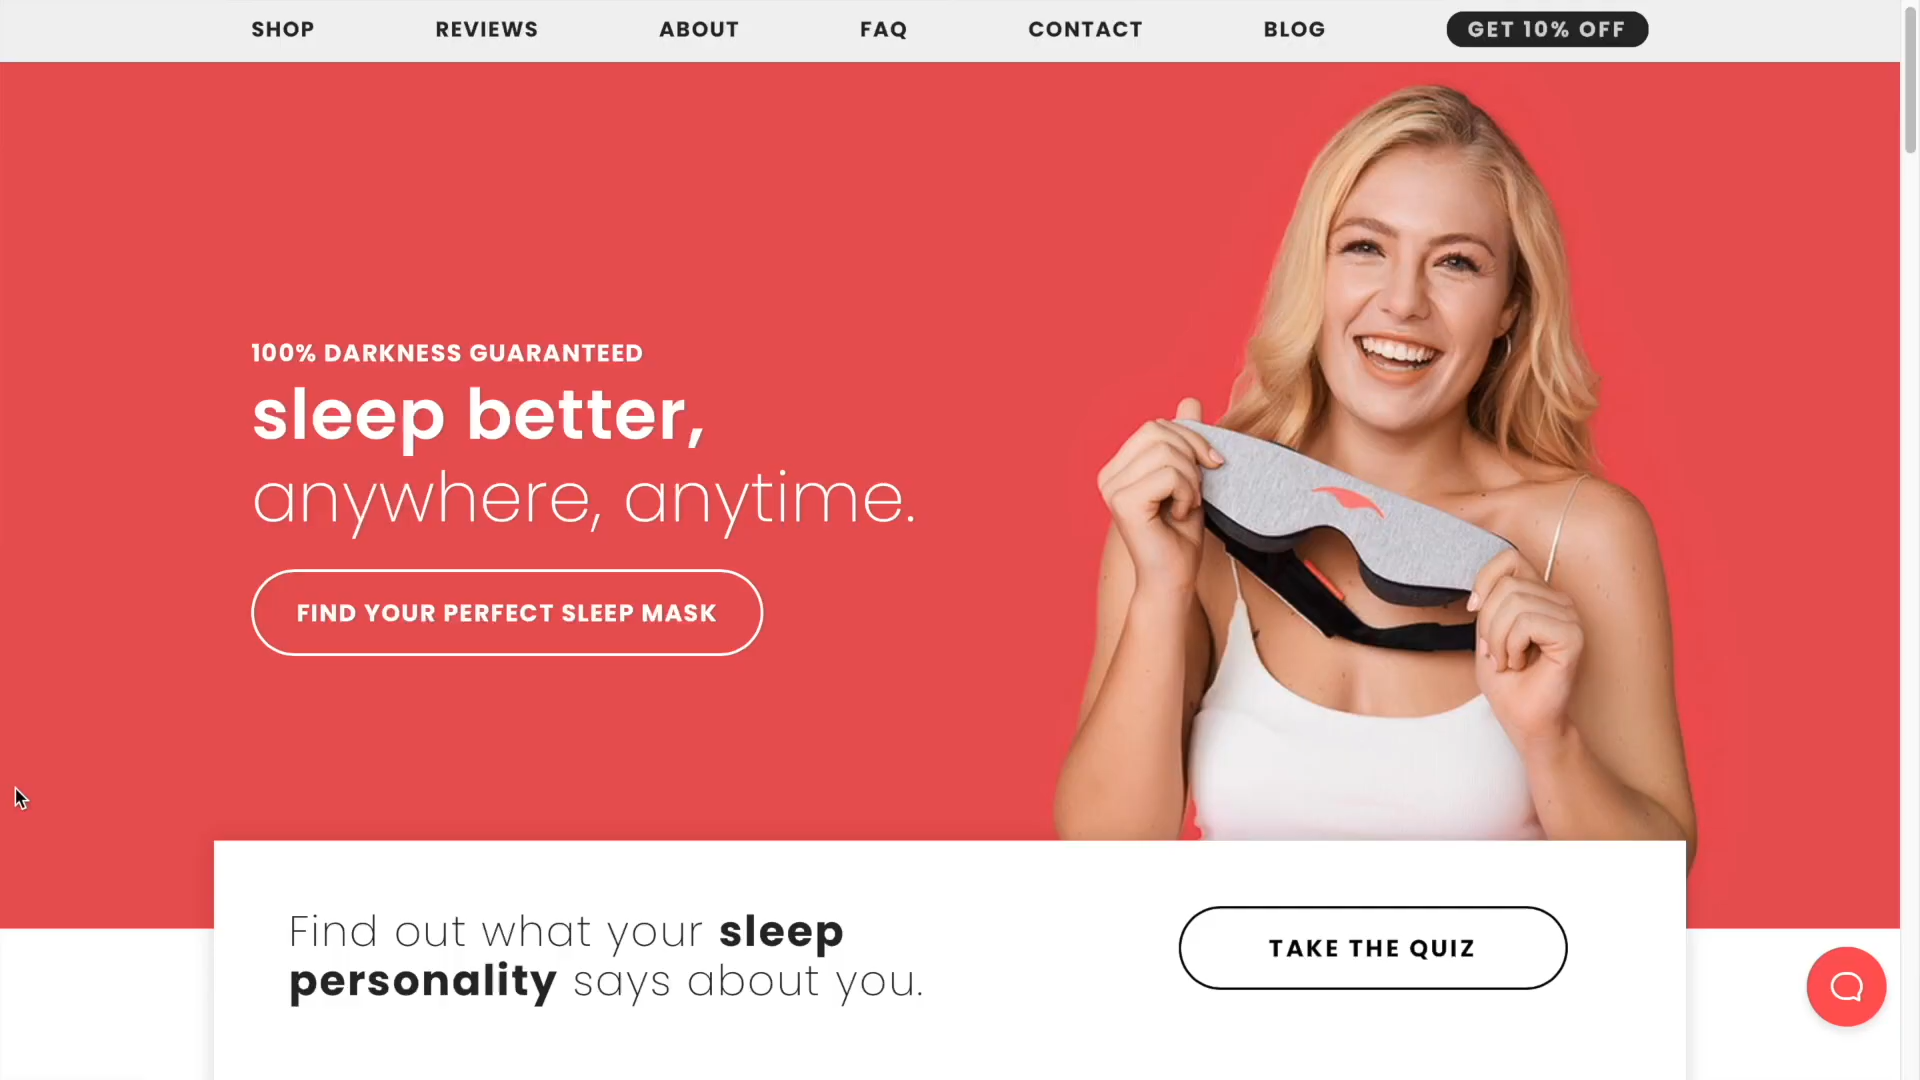 SHOP REVIEWS ABOUT FAQ CONTACT BLOG GET 10% OFF
100% DARKNESS GUARANTEED
sleep better,
anywhere, anytime.
FIND YOUR PERFECT SLEEP MASK
Find out what your sleep
personality says about you.
TAKE THE QUIZ